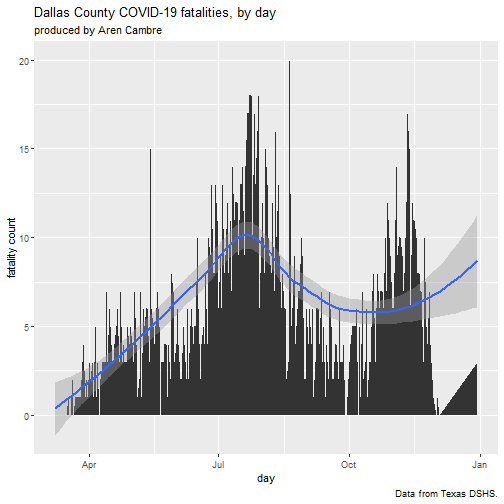 Dallas County COVID-19 fatalities, by day
produced by Aren Cambre
20
15
10
5
0
fatality count
Apr
Jul
Oct
Jan
day
Data from Texas DSHS.